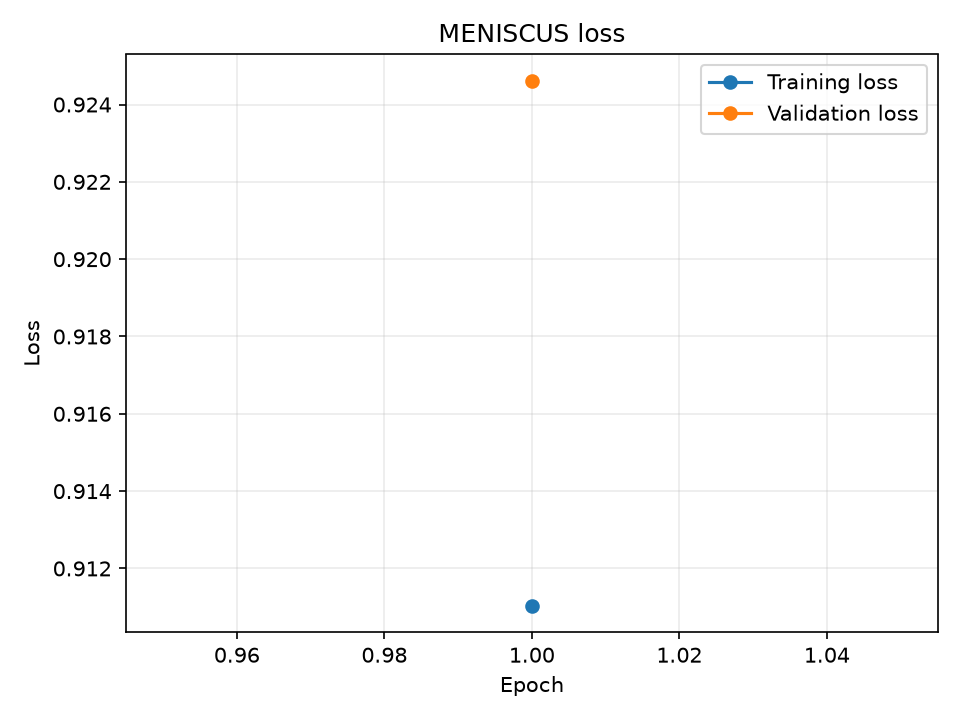 MENISCUS loss
Training loss
Validation loss
0.924
0.922
0.920
0.918
0.916
0.914
0.912
Loss
0.96 0.98 1.00 1.02 1.04
Epoch